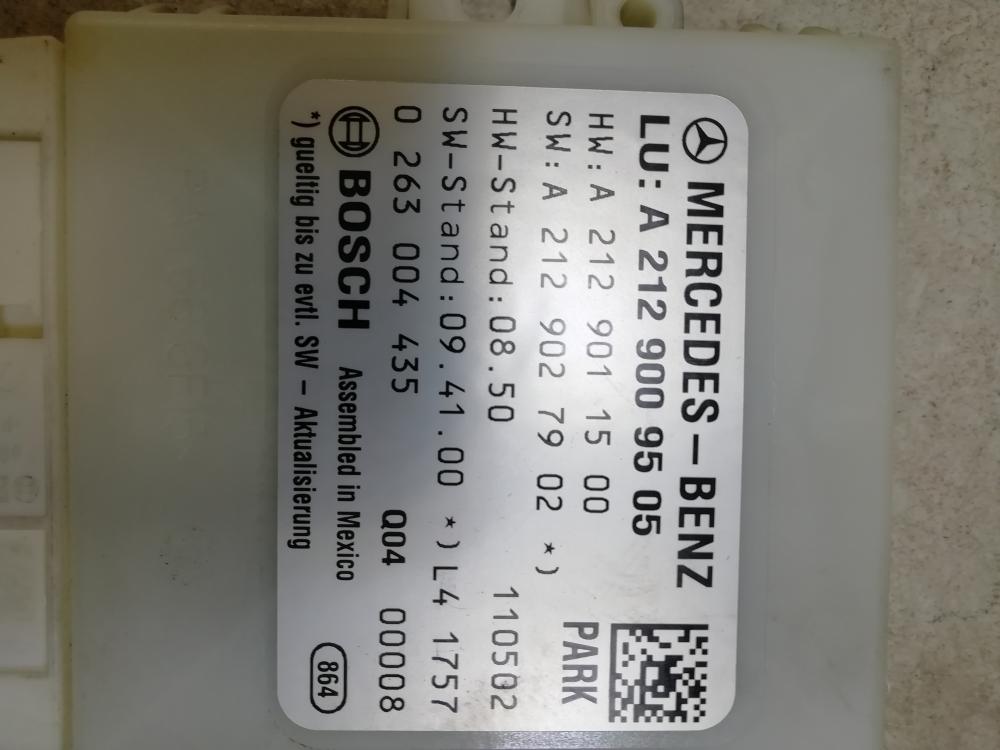 MERCEDES-BENZ
LU: A 212 900 95 05
HW: A 212 901 15 00
SW: A 212 902 79 02 *)
PARK
HW-Stand:08.50 110502
SW-Stand:09.41.00 *)L4 1757
0 263 004 435 Q04 00008
BOSCH Assembled in Mexico
864
*) gueltig bis zu evtl. SW - Aktualisierung